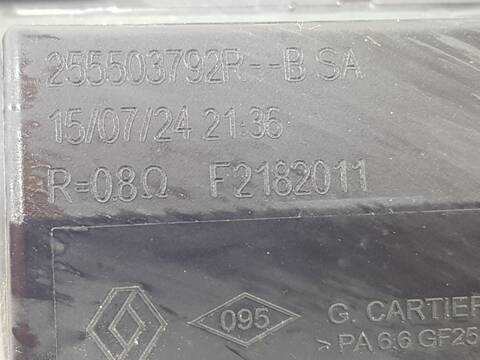 255503792R--B SA
15/07/24 21:36
R=0.8Ω F2182011
095 G. CARTIER
>PA 6.6 GF25